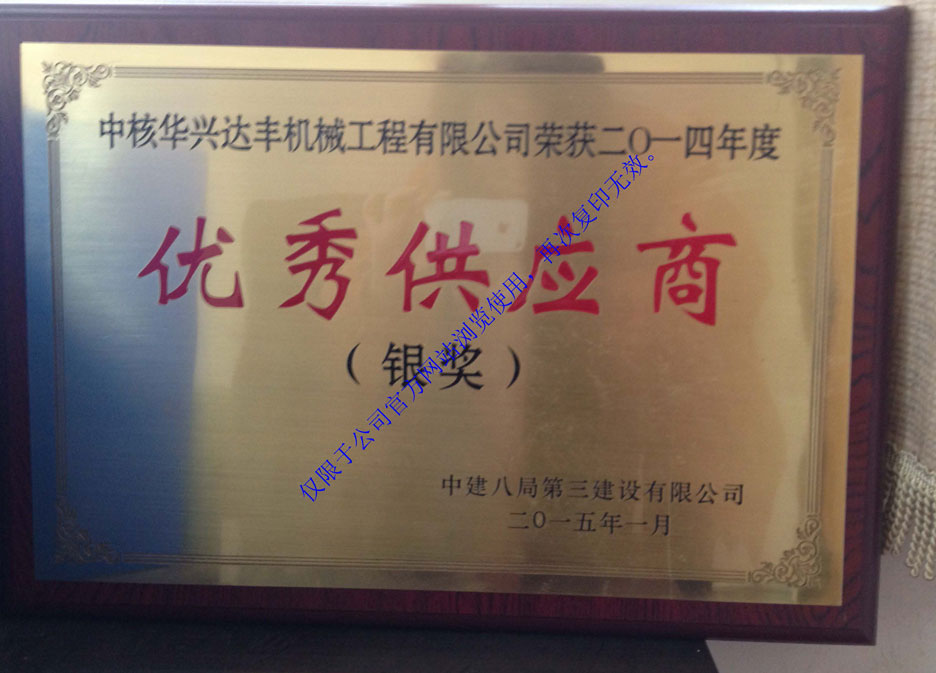 中核华兴达丰机械工程有限公司荣获二〇一四年度
优秀供应商
（银奖）
中建八局第三建设有限公司
二〇一五年一月
仅限于公司官方网站浏览使用，再次复印无效。